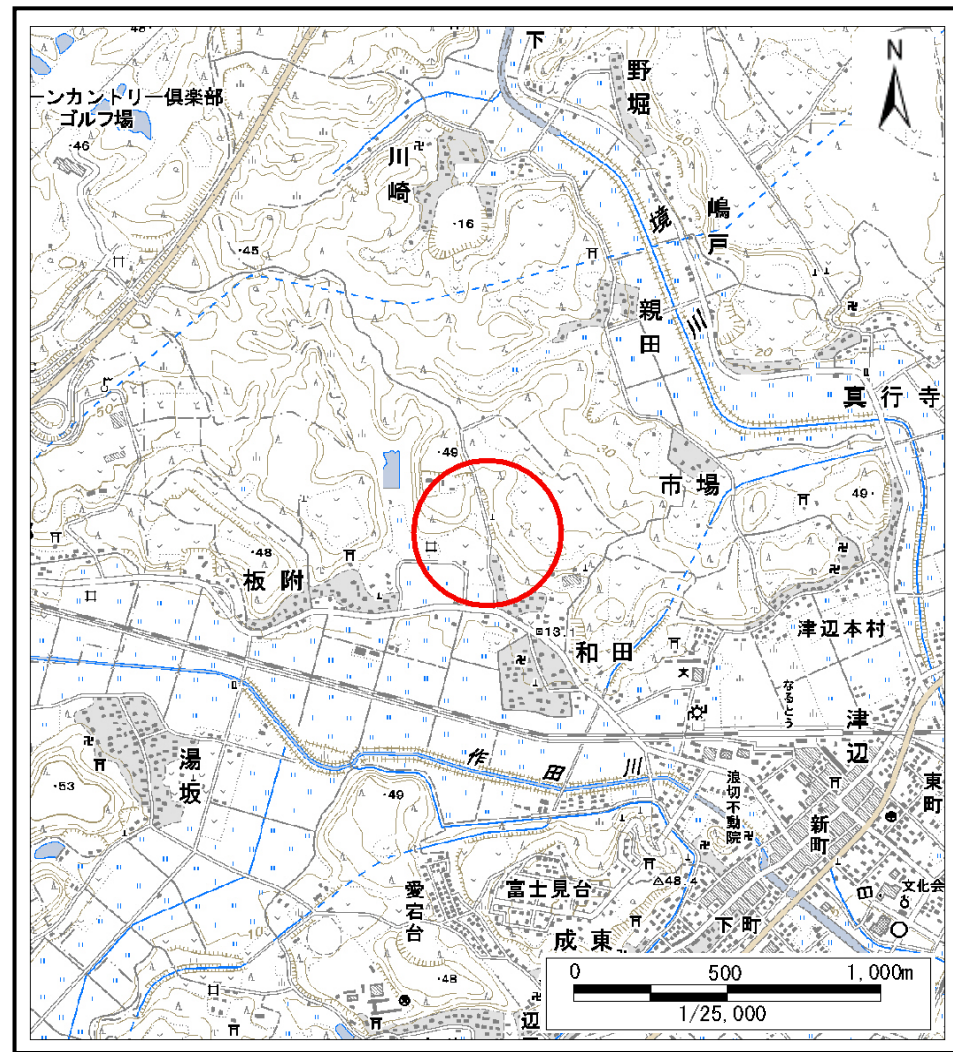 ーンカントリー倶楽部
ゴルフ場
・46
下
野堀
N
川崎
・16
境川
嶋戸
・45
親田
真行寺
50
20
40
・49
市場
49・
・48
板附
13.1
和田
津辺本村
なるとう
津辺
湯坂
作田川
・53
・49
浪切不動院
新町
東町
愛宕台
富士見台
△48.4
文化会
成東
下町
10
・48
辺
0 500 1,000m
1/25,000